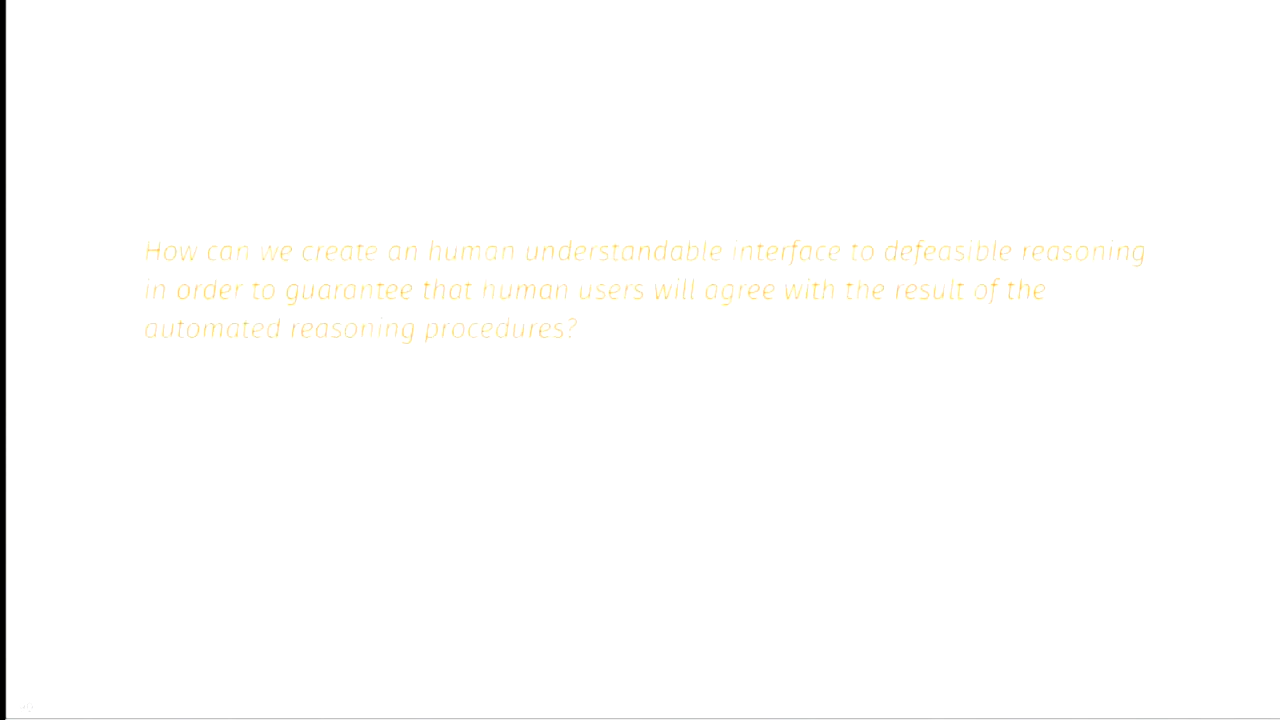 How can we create an human understandable interface to defeasible reasoning
in order to guarantee that human users will agree with the result of the
automated reasoning procedures?